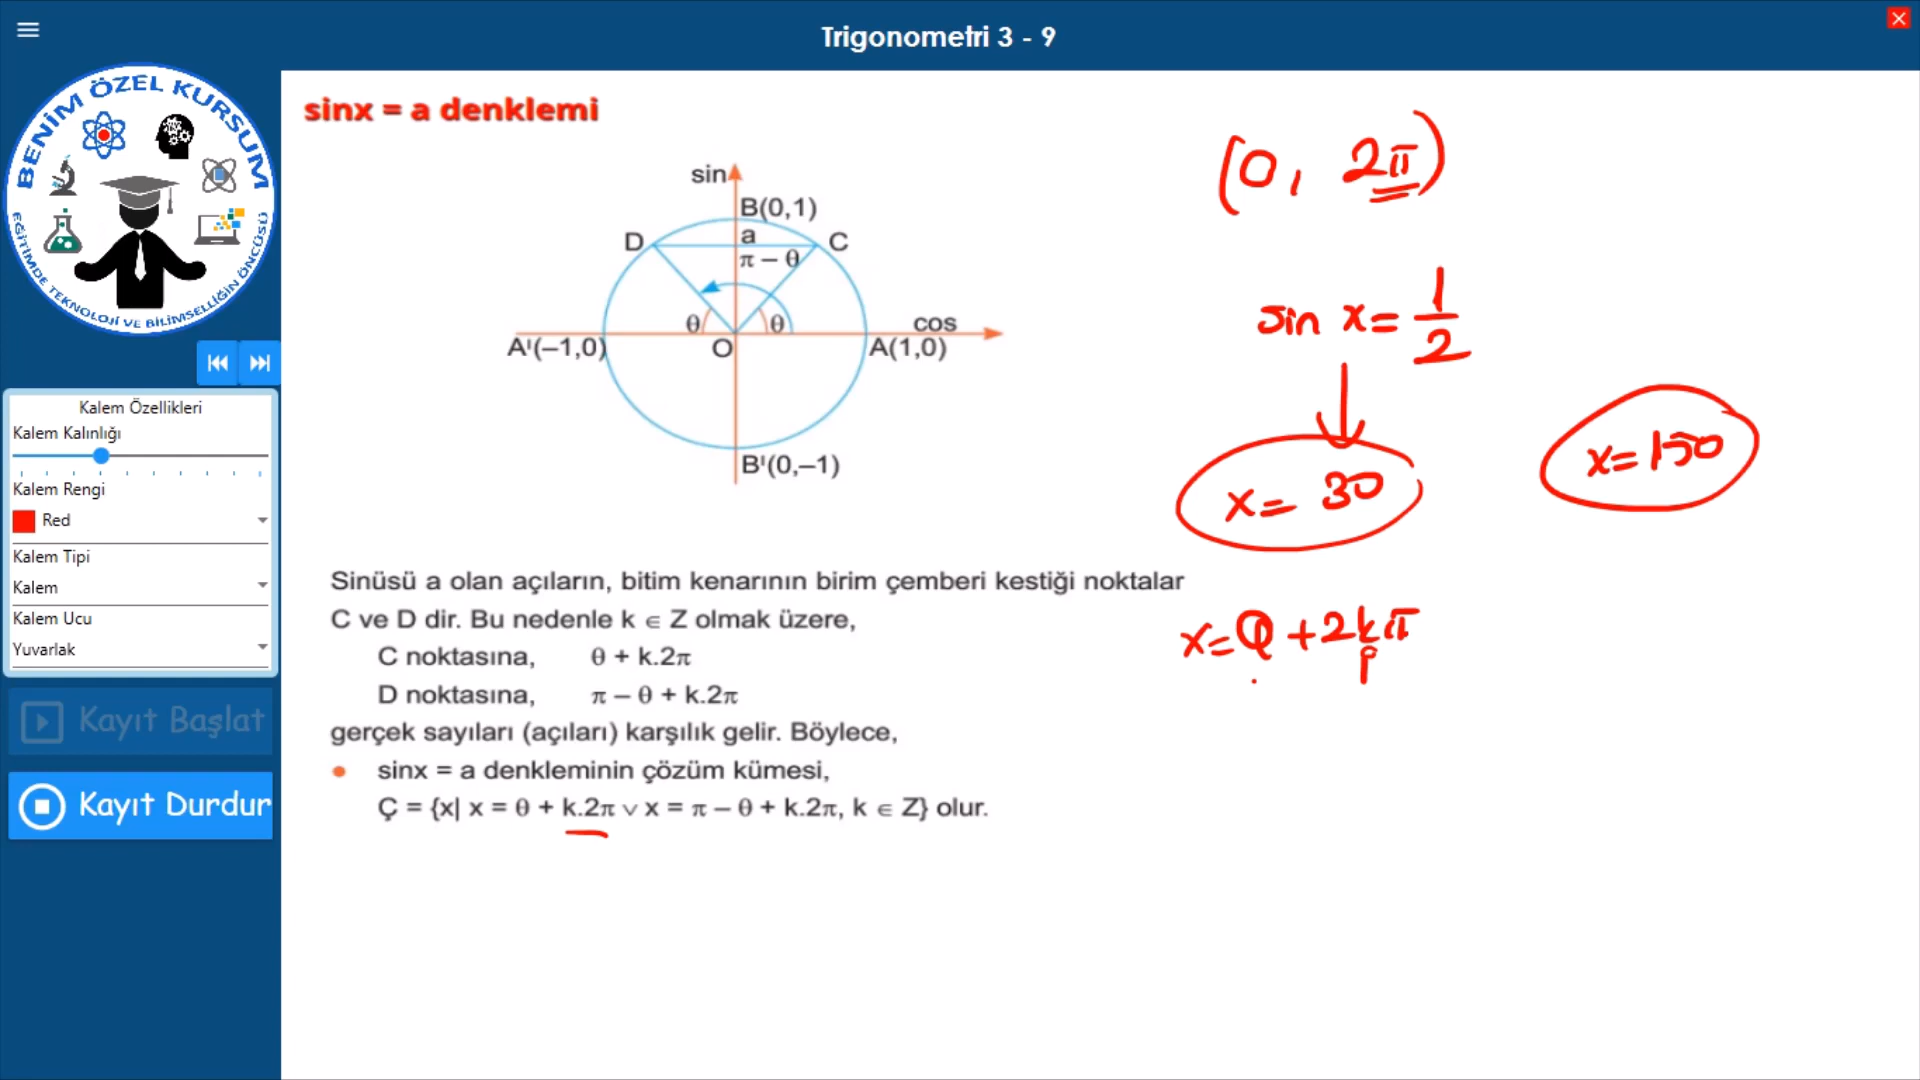 Trigonometri 3 - 9
BENİM ÖZEL KURSUM
EĞİTİMDE TEKNOLOJİ VE BİLİMSELLİĞİN ÖNCÜSÜ
Kalem Özellikleri
Kalem Kalınlığı
Kalem Rengi
Red
Kalem Tipi
Kalem
Kalem Ucu
Yuvarlak
Kayıt Başlat
Kayıt Durdur
sinx = a denklemi
sin
B(0,1)
D
a
C
π – θ
θ
θ
cos
A'(–1,0)
O
A(1,0)
B'(0,–1)
Sinüsü a olan açıların, bitim kenarının birim çemberi kestiği noktalar
C ve D dir. Bu nedenle k ∈ Z olmak üzere,
C noktasına, θ + k.2π
D noktasına, π – θ + k.2π
gerçek sayıları (açıları) karşılık gelir. Böylece,
• sinx = a denkleminin çözüm kümesi,
Ç = {x| x = θ + k.2π ∨ x = π – θ + k.2π, k ∈ Z} olur.
(0, 2π)
sin x = 1/2
x = 30
x = 150
x = Q + 2kπ